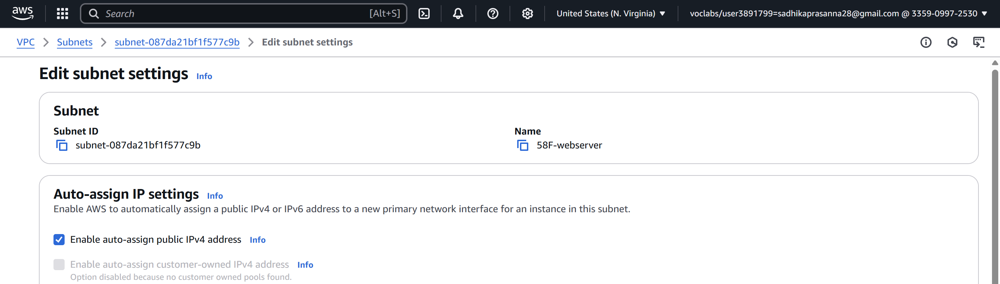 aws
Search [Alt+S]
United States (N. Virginia)
voclabs/user3891799=sadhikaprasanna28@gmail.com @ 3359-0997-2530
VPC > Subnets > subnet-087da21bf1f577c9b > Edit subnet settings
Edit subnet settings Info
Subnet
Subnet ID
subnet-087da21bf1f577c9b
Name
58F-webserver
Auto-assign IP settings Info
Enable AWS to automatically assign a public IPv4 or IPv6 address to a new primary network interface for an instance in this subnet.
Enable auto-assign public IPv4 address Info
Enable auto-assign customer-owned IPv4 address Info
Option disabled because no customer owned pools found.